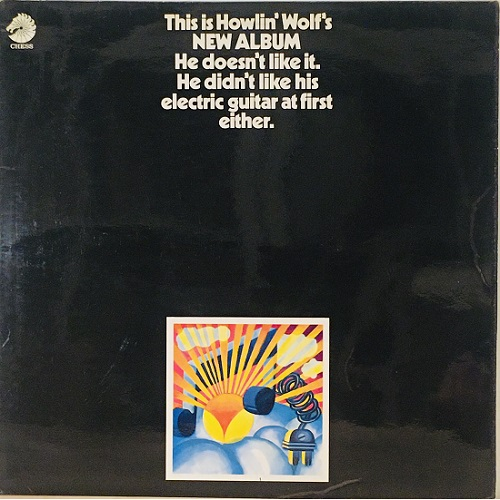 CHESS
This is Howlin' Wolf's
NEW ALBUM
He doesn't like it.
He didn't like his
electric guitar at first
either.